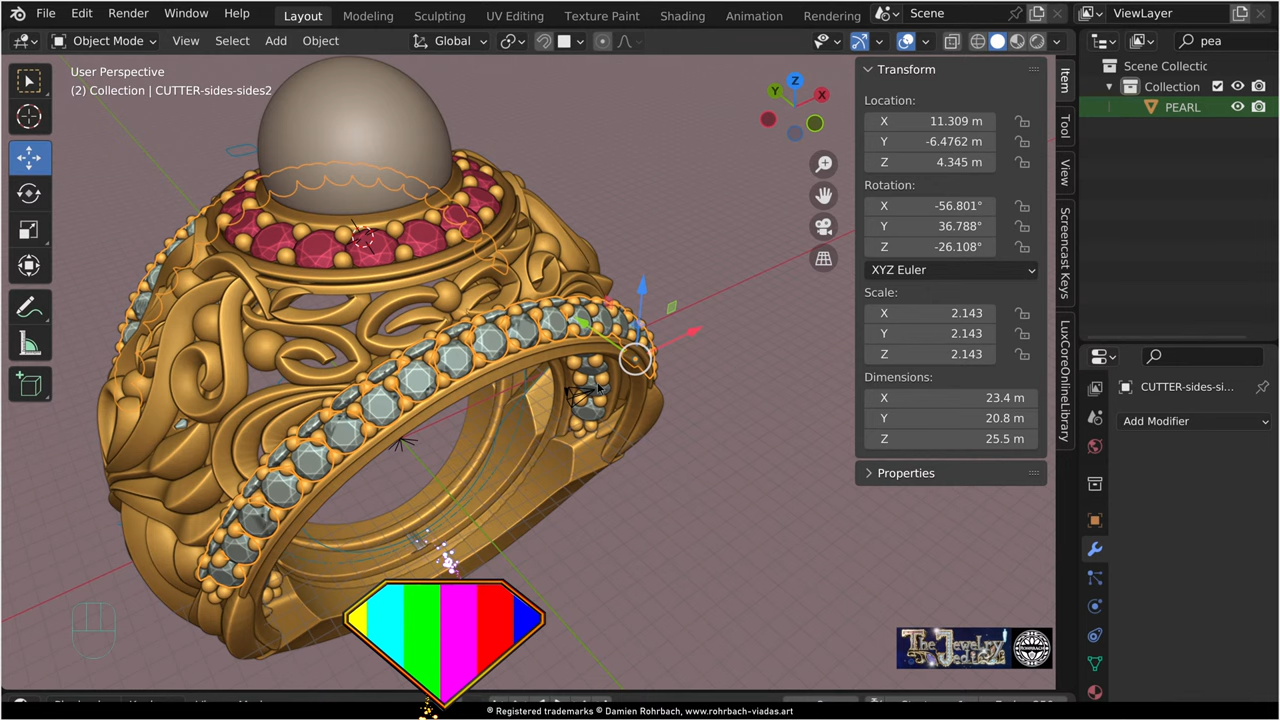 File Edit Render Window Help Layout Modeling Sculpting UV Editing Texture Paint Shading Animation Rendering Scene ViewLayer
Object Mode View Select Add Object Global pea
User Perspective
(2) Collection | CUTTER-sides-sides2
Z
Y X
Transform
Location:
X 11.309 m
Y -6.4762 m
Z 4.345 m
Rotation:
X -56.801°
Y 36.788°
Z -26.108°
XYZ Euler
Scale:
X 2.143
Y 2.143
Z 2.143
Dimensions:
X 23.4 m
Y 20.8 m
Z 25.5 m
Properties
Item
Tool
View
Screencast Keys
LuxCoreOnlineLibrary
Scene Collectic
Collection
PEARL
CUTTER-sides-si...
Add Modifier
The Jewelry
ROHRBACH
® Registered trademarks © Damien Rohrbach, www.rohrbach-viadas.art